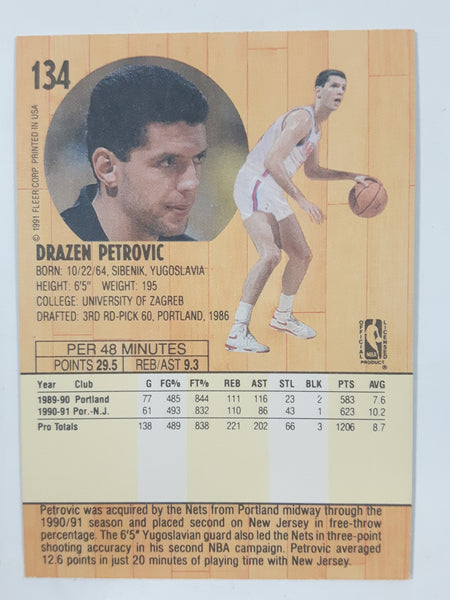 134
© 1991 FLEER CORP. PRINTED IN USA
DRAZEN PETROVIC
BORN: 10/22/64, SIBENIK, YUGOSLAVIA
HEIGHT: 6'5" WEIGHT: 195
COLLEGE: UNIVERSITY OF ZAGREB
DRAFTED: 3RD RD-PICK 60, PORTLAND, 1986
OFFICIAL LICENSED
NBA
PRODUCT
PER 48 MINUTES
POINTS 29.5 REB/AST 9.3
Year Club G FG% FT% REB AST STL BLK PTS AVG
1989-90 Portland 77 485 844 111 116 23 2 583 7.6
1990-91 Por.-N.J. 61 493 832 110 86 43 1 623 10.2
Pro Totals 138 489 838 221 202 66 3 1206 8.7
Petrovic was acquired by the Nets from Portland midway through the
1990/91 season and placed second on New Jersey in free-throw
percentage. The 6'5" Yugoslavian guard also led the Nets in three-point
shooting accuracy in his second NBA campaign. Petrovic averaged
12.6 points in just 20 minutes of playing time with New Jersey.